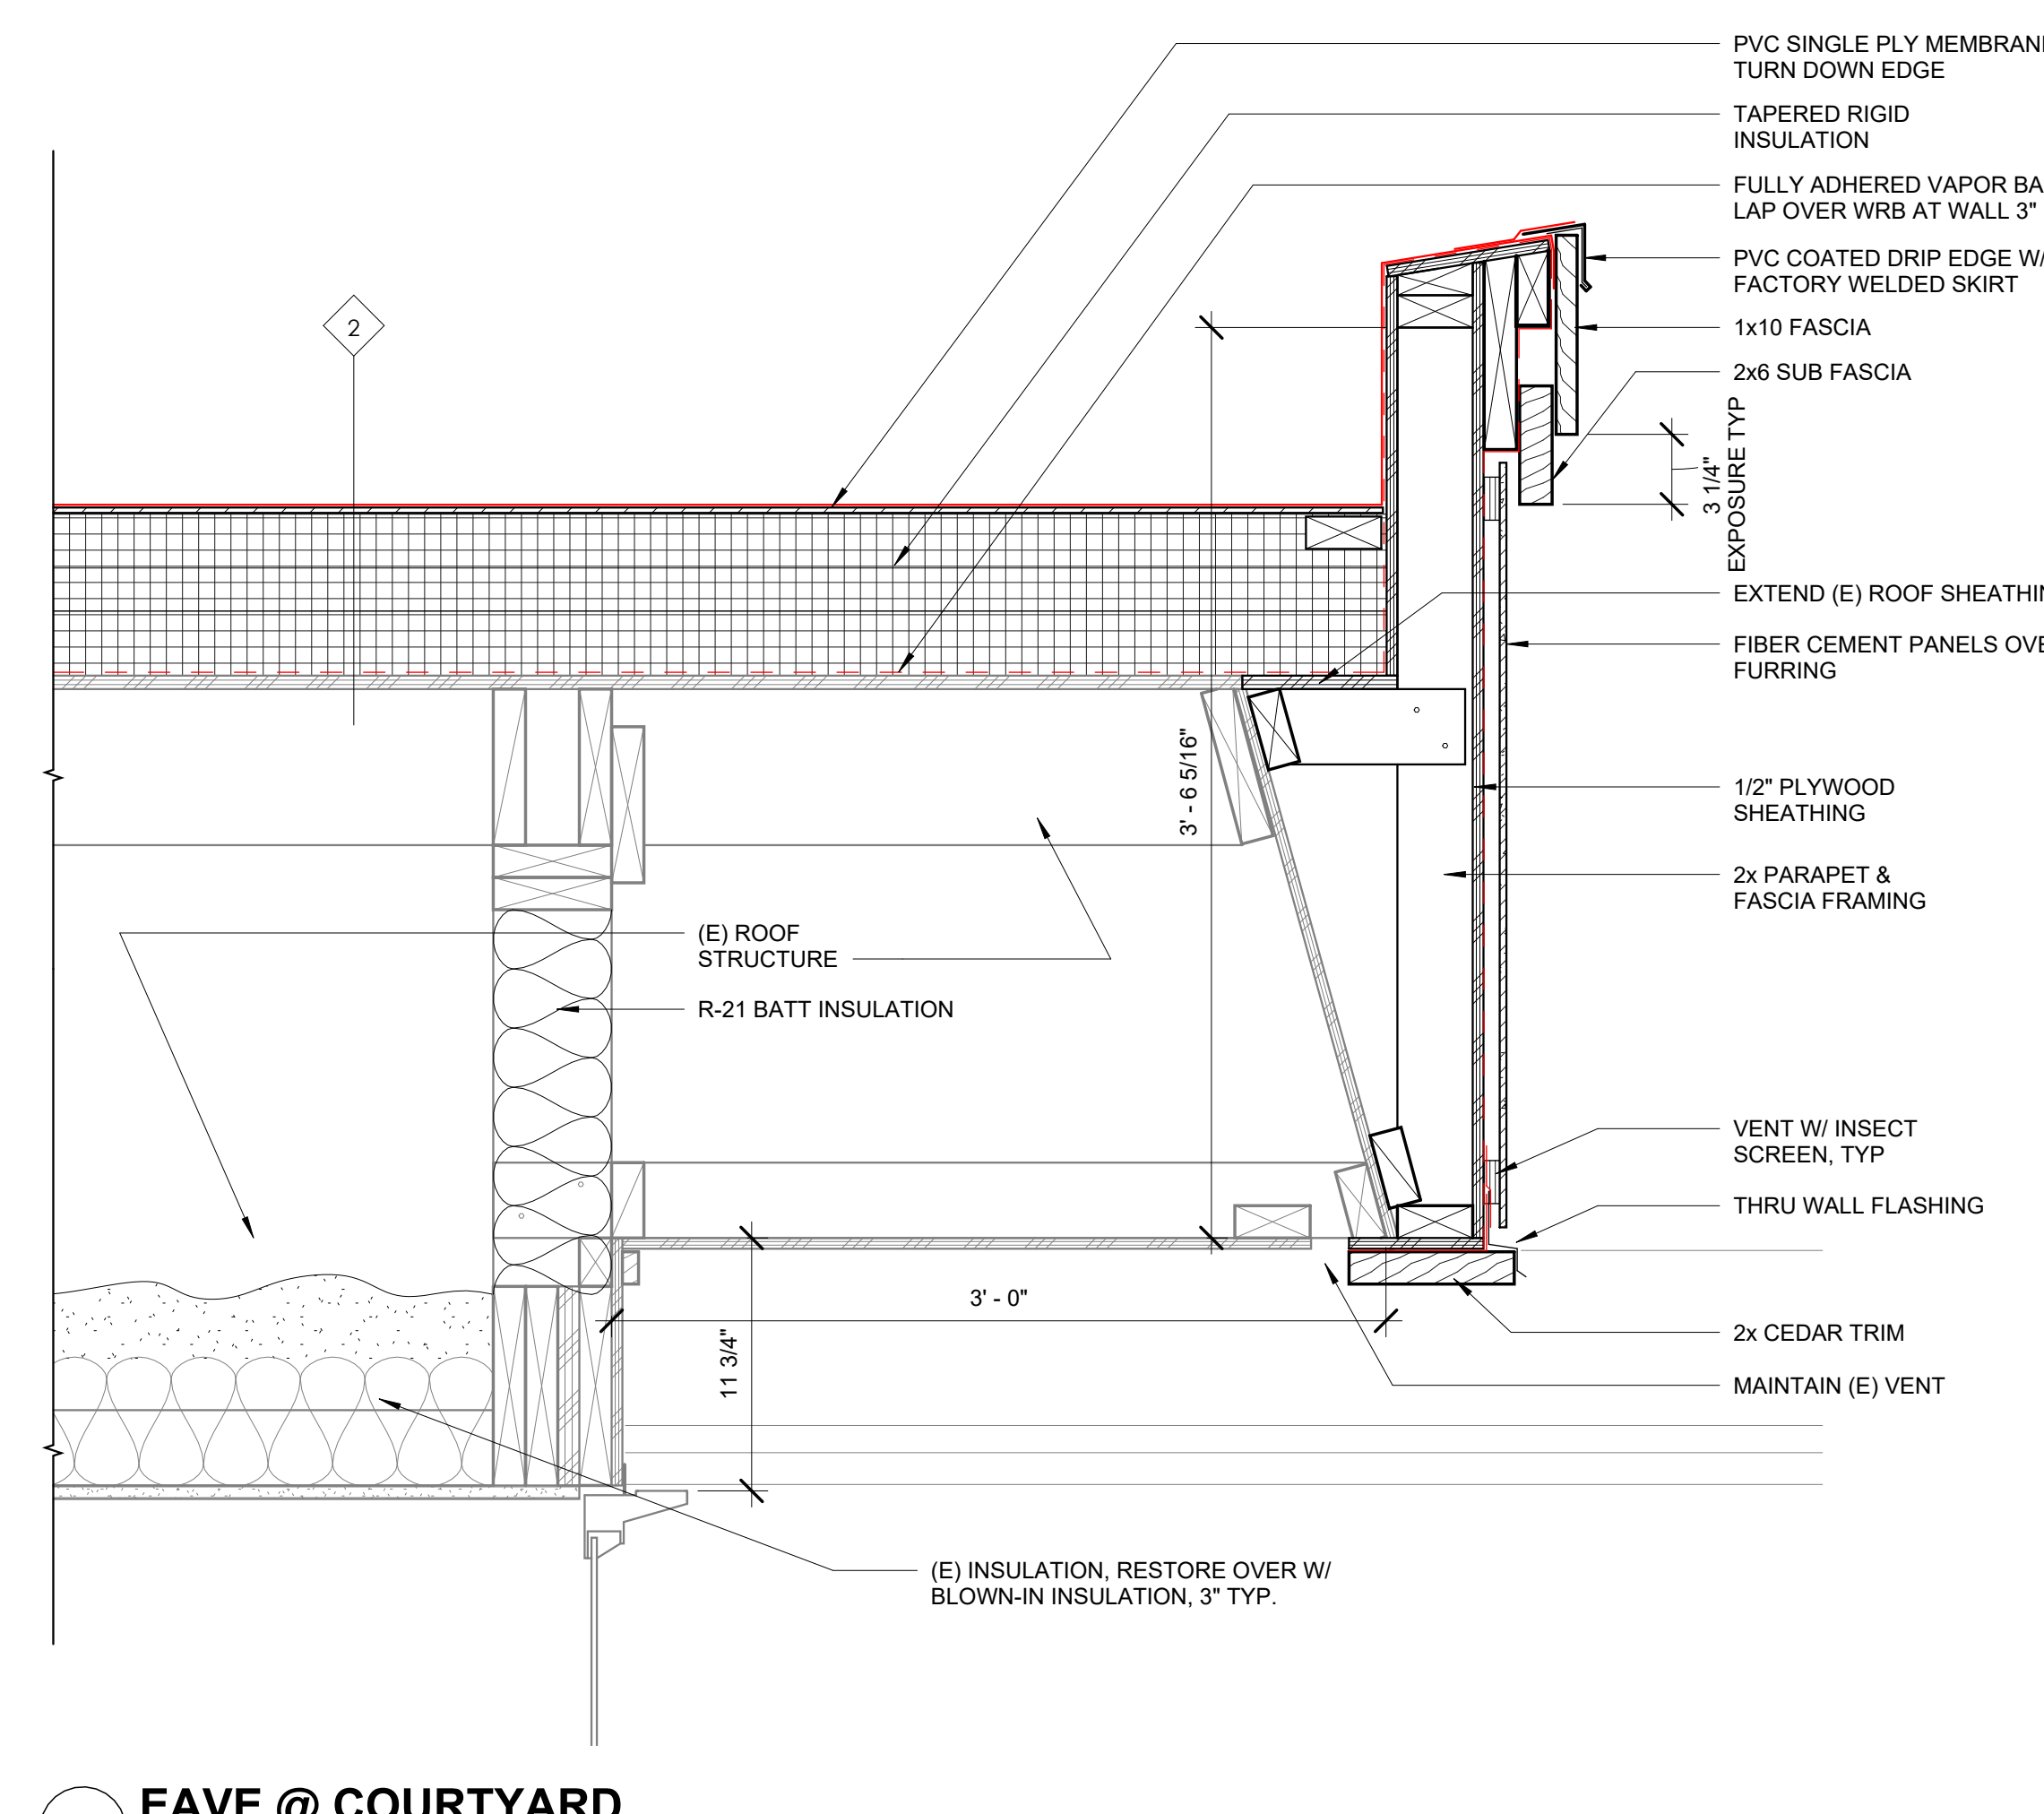 PVC SINGLE PLY MEMBRANE
TURN DOWN EDGE
TAPERED RIGID
INSULATION
FULLY ADHERED VAPOR BA
LAP OVER WRB AT WALL 3"
PVC COATED DRIP EDGE W/
FACTORY WELDED SKIRT
1x10 FASCIA
2x6 SUB FASCIA
3 1/4"
EXPOSURE TYP
2
EXTEND (E) ROOF SHEATHIN
FIBER CEMENT PANELS OVE
FURRING
3' - 6 5/16"
1/2" PLYWOOD
SHEATHING
2x PARAPET &
FASCIA FRAMING
(E) ROOF
STRUCTURE
R-21 BATT INSULATION
VENT W/ INSECT
SCREEN, TYP
THRU WALL FLASHING
3' - 0"
11 3/4"
2x CEDAR TRIM
MAINTAIN (E) VENT
(E) INSULATION, RESTORE OVER W/
BLOWN-IN INSULATION, 3" TYP.
EAVE @ COURTYARD